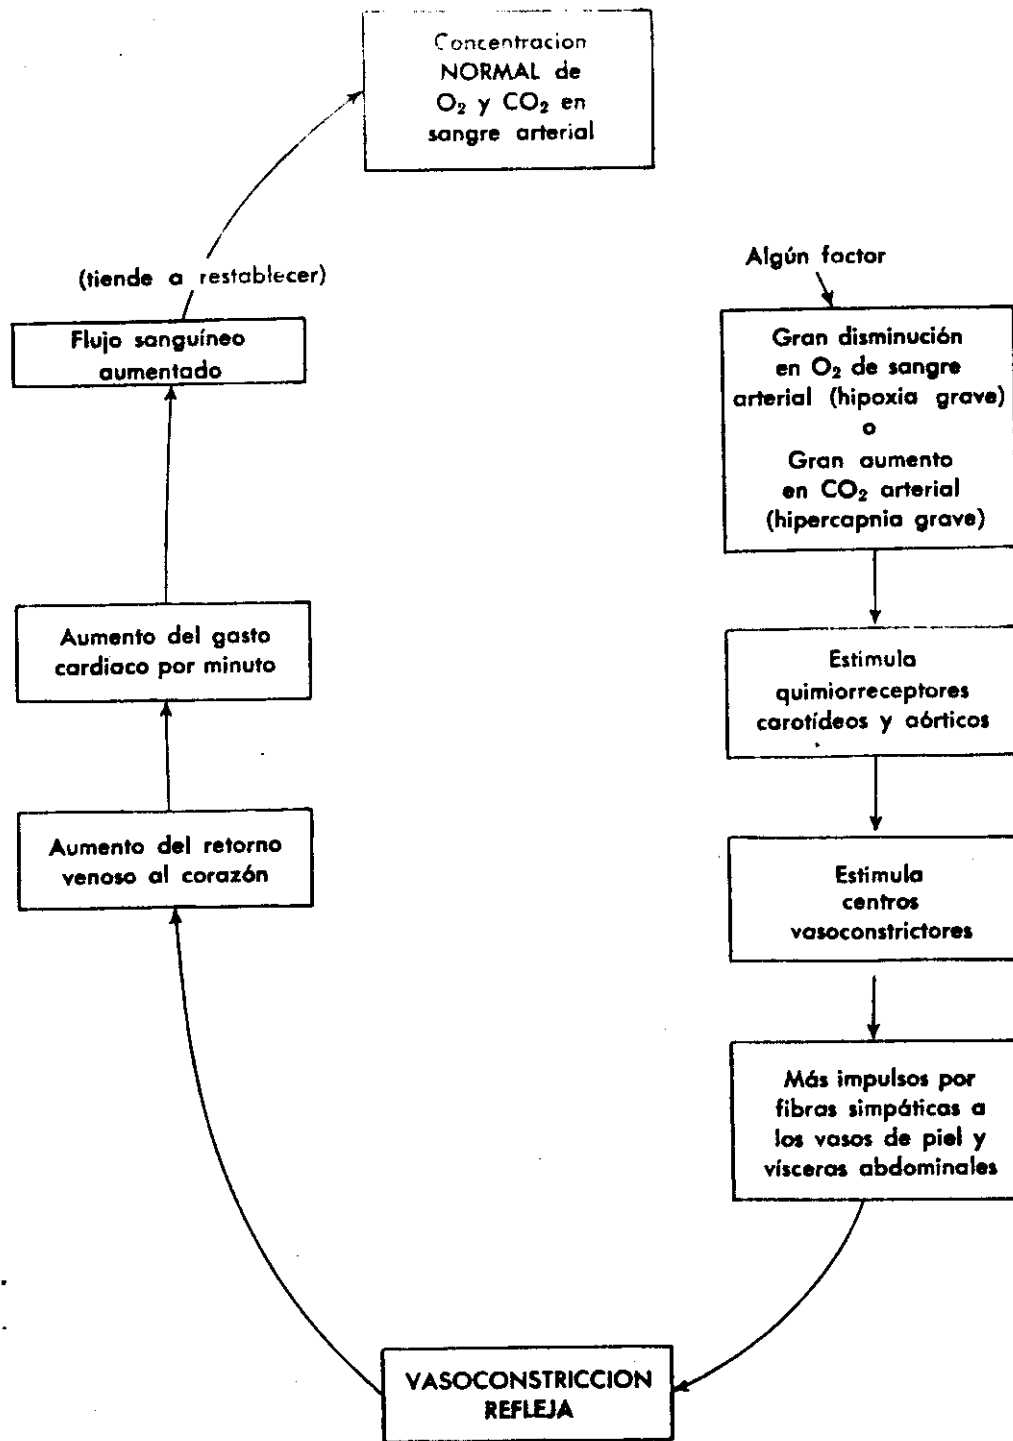 Concentracion
NORMAL de
O₂ y CO₂ en
sangre arterial
(tiende a restablecer)
Flujo sanguíneo
aumentado
Aumento del gasto
cardiaco por minuto
Aumento del retorno
venoso al corazón
Algún factor
Gran disminución
en O₂ de sangre
arterial (hipoxia grave)
o
Gran aumento
en CO₂ arterial
(hipercapnia grave)
Estimula
quimiorreceptores
carotídeos y aórticos
Estimula
centros
vasoconstrictores
Más impulsos por
fibras simpáticas a
los vasos de piel y
vísceras abdominales
VASOCONSTRICCION
REFLEJA